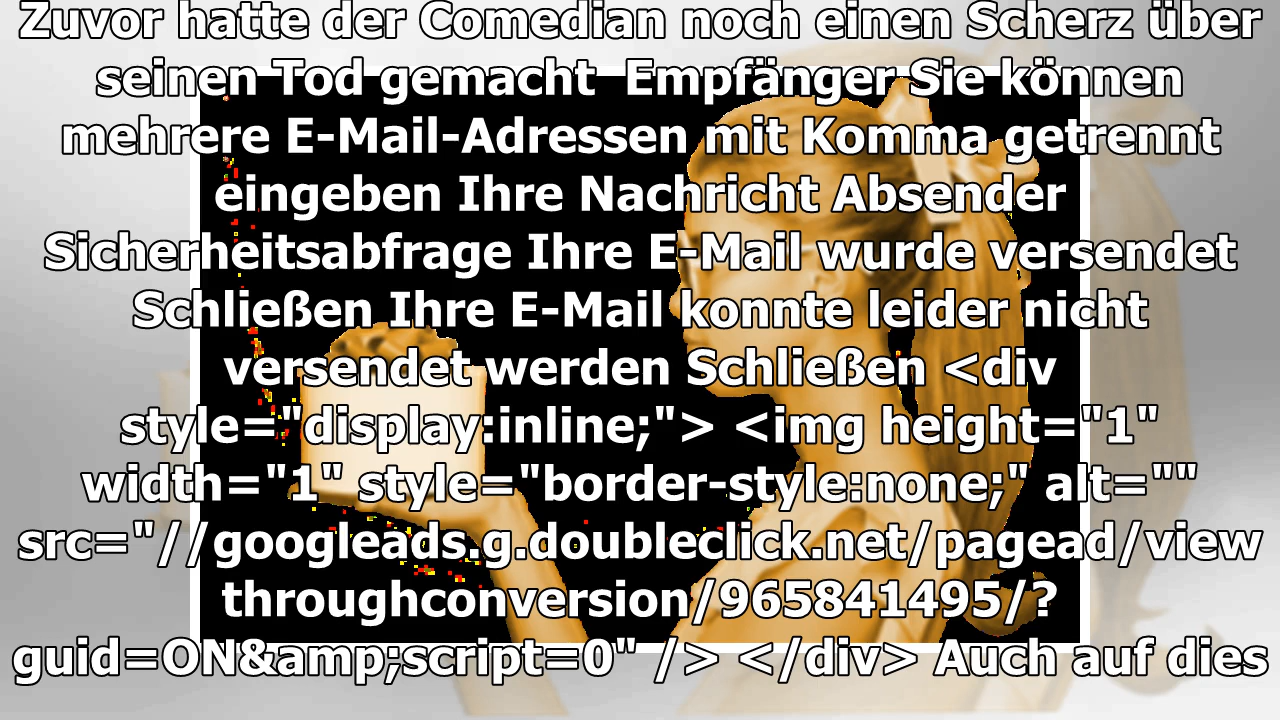 Zuvor hatte der Comedian noch einen Scherz über
seinen Tod gemacht  Empfänger Sie können
mehrere E-Mail-Adressen mit Komma getrennt
eingeben Ihre Nachricht Absender
Sicherheitsabfrage Ihre E-Mail wurde versendet
Schließen Ihre E-Mail konnte leider nicht
versendet werden Schließen <div
style="display:inline;"> <img height="1"
width="1" style="border-style:none;" alt=""
src="//googleads.g.doubleclick.net/pagead/view
throughconversion/965841495/?
guid=ON&amp;script=0" /> </div> Auch auf dies